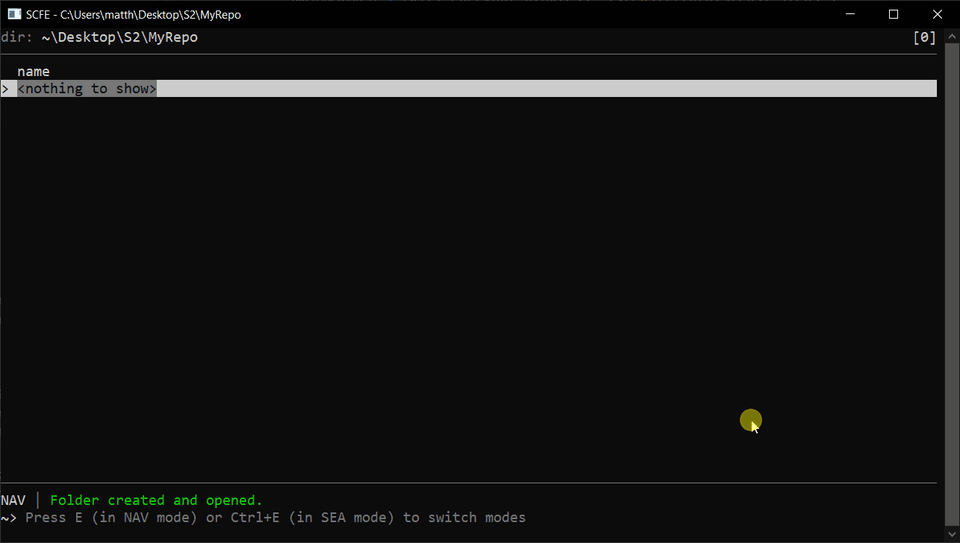 SCFE - C:\Users\matth\Desktop\S2\MyRepo
dir: ~\Desktop\S2\MyRepo [0]
name
> <nothing to show>
NAV | Folder created and opened.
~> Press E (in NAV mode) or Ctrl+E (in SEA mode) to switch modes